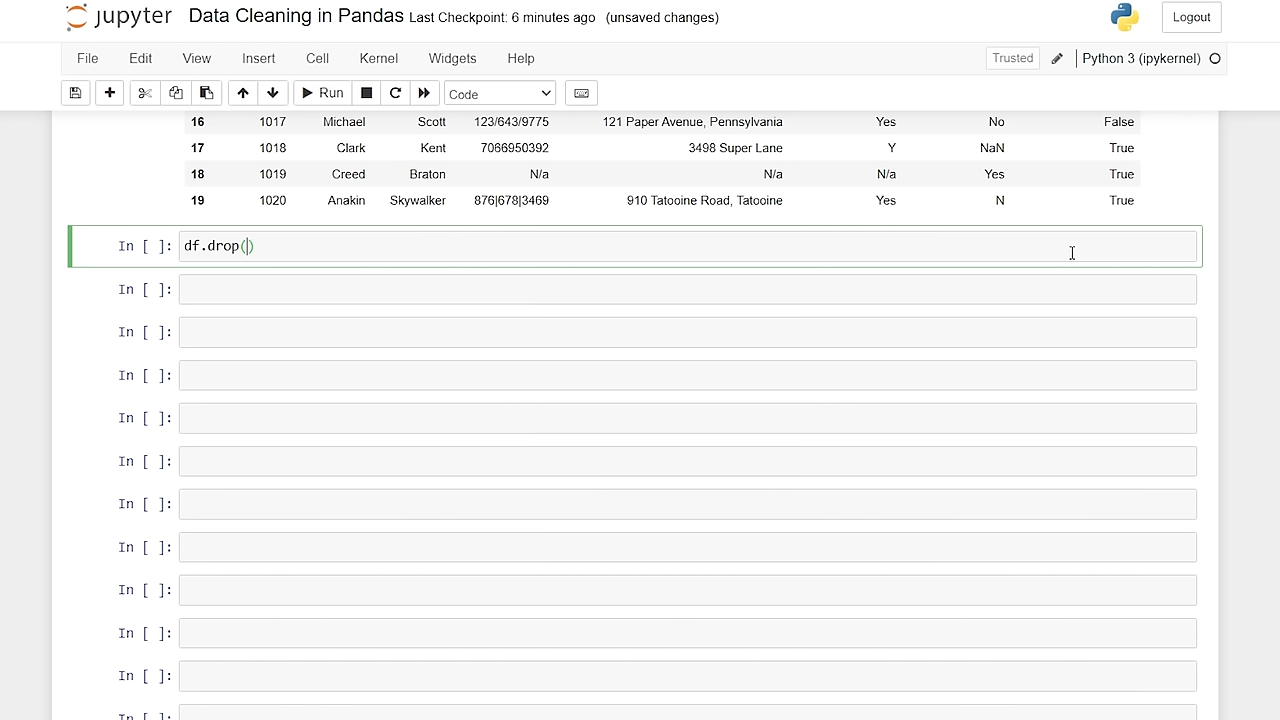 jupyter Data Cleaning in Pandas Last Checkpoint: 6 minutes ago (unsaved changes) Logout
File Edit View Insert Cell Kernel Widgets Help Trusted Python 3 (ipykernel)
Run Code
16 1017 Michael Scott 123/643/9775 121 Paper Avenue, Pennsylvania Yes No False
17 1018 Clark Kent 7066950392 3498 Super Lane Y NaN True
18 1019 Creed Braton N/a N/a N/a Yes True
19 1020 Anakin Skywalker 876|678|3469 910 Tatooine Road, Tatooine Yes N True
In [ ]: df.drop()
In [ ]:
In [ ]:
In [ ]:
In [ ]:
In [ ]:
In [ ]:
In [ ]:
In [ ]:
In [ ]:
In [ ]:
In [ ]: